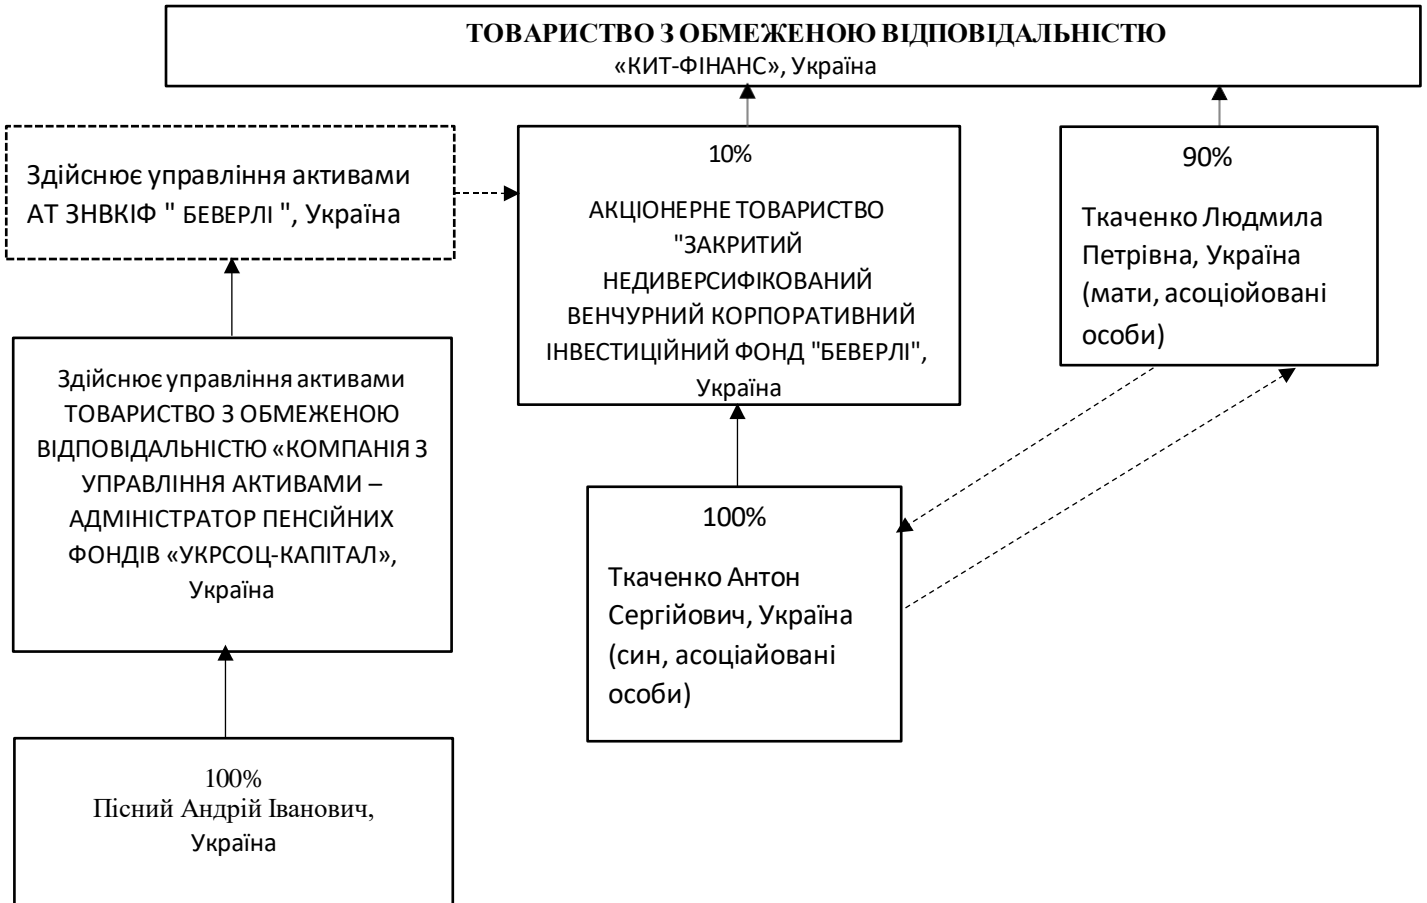 ТОВАРИСТВО З ОБМЕЖЕНОЮ ВІДПОВІДАЛЬНІСТЮ
«КИТ-ФІНАНС», Україна
Здійснює управління активами
АТ ЗНВКІФ " БЕВЕРЛІ ", Україна
10%
АКЦІОНЕРНЕ ТОВАРИСТВО
"ЗАКРИТИЙ
НЕДИВЕРСИФІКОВАНИЙ
ВЕНЧУРНИЙ КОРПОРАТИВНИЙ
ІНВЕСТИЦІЙНИЙ ФОНД "БЕВЕРЛІ",
Україна
90%
Ткаченко Людмила
Петрівна, Україна
(мати, асоціойовані
особи)
Здійснює управління активами
ТОВАРИСТВО З ОБМЕЖЕНОЮ
ВІДПОВІДАЛЬНІСТЮ «КОМПАНІЯ З
УПРАВЛІННЯ АКТИВАМИ –
АДМІНІСТРАТОР ПЕНСІЙНИХ
ФОНДІВ «УКРСОЦ-КАПІТАЛ»,
Україна
100%
Ткаченко Антон
Сергійович, Україна
(син, асоціайовані
особи)
100%
Пісний Андрій Іванович,
Україна